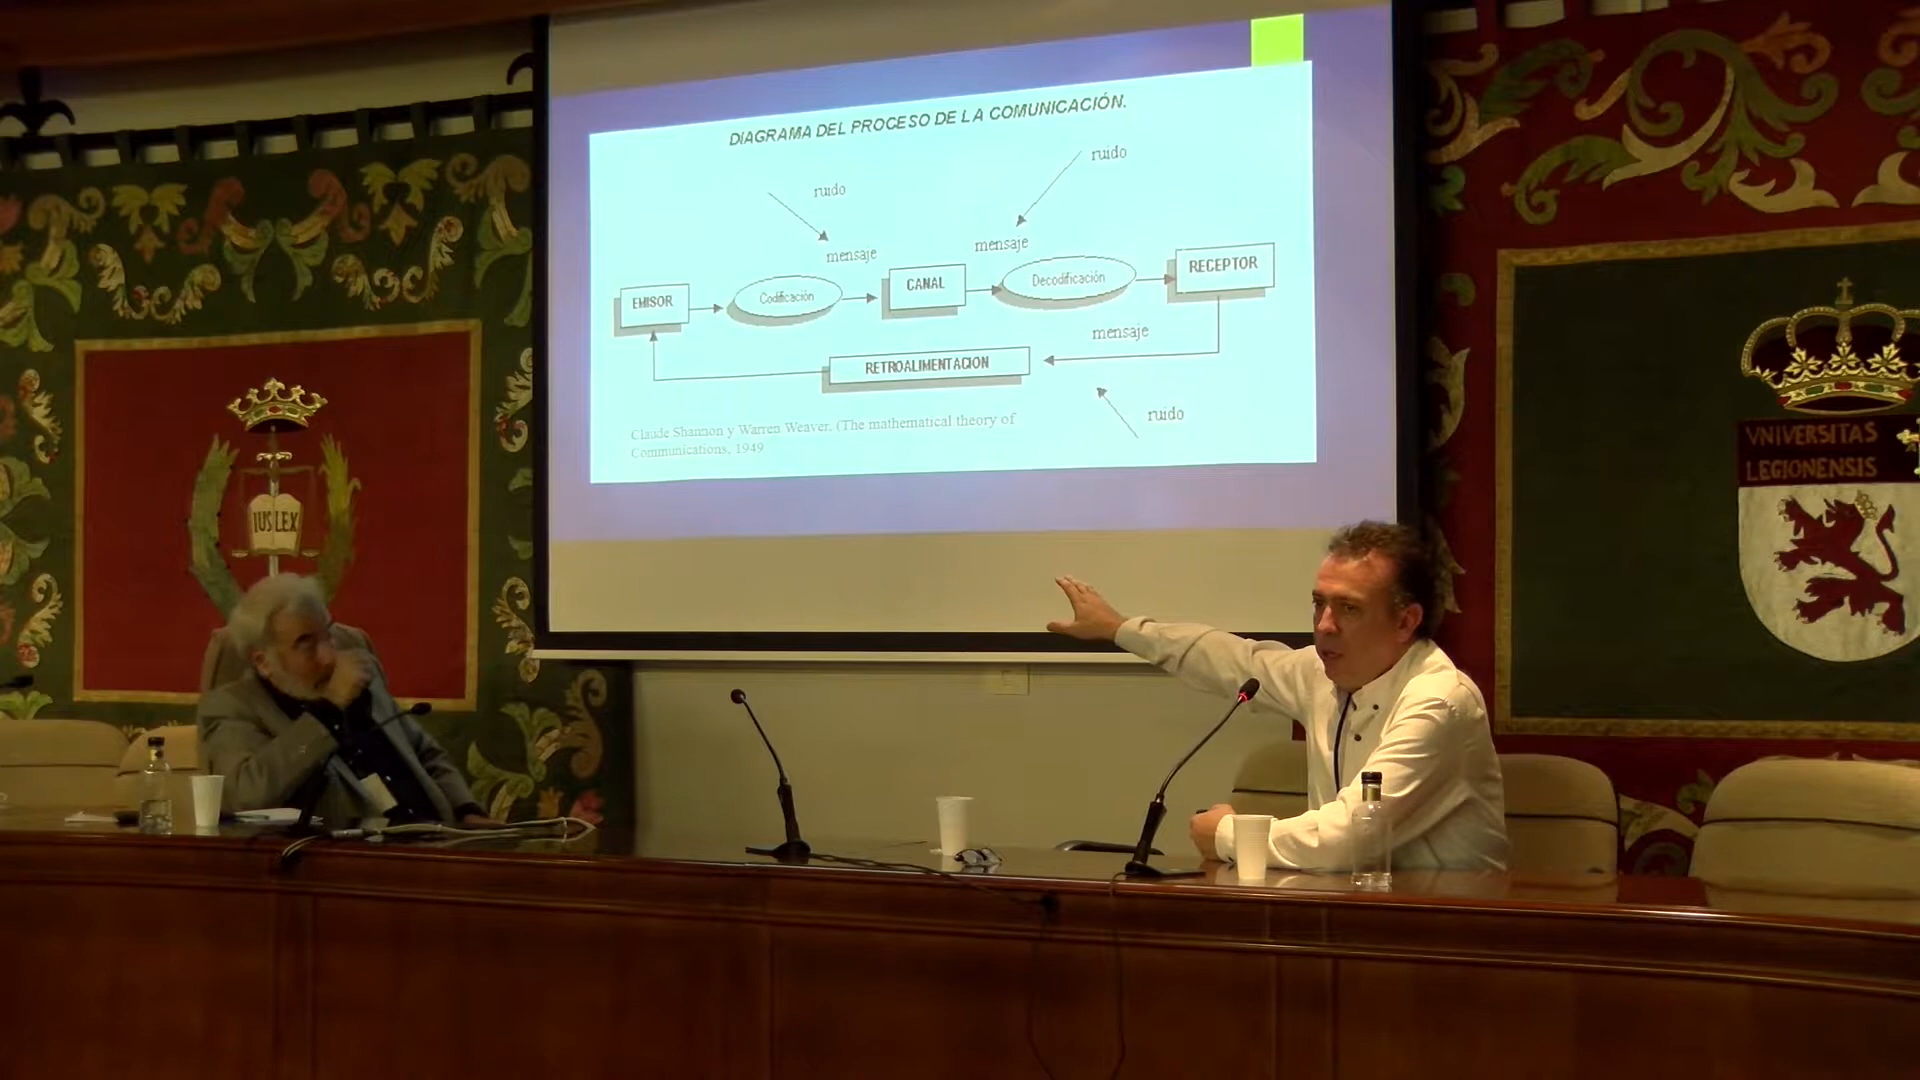 DIAGRAMA DEL PROCESO DE LA COMUNICACIÓN.
ruido
ruido
mensaje
mensaje
EMISOR
Codificación
CANAL
Decodificación
RECEPTOR
mensaje
RETROALIMENTACION
ruido
Claude Shannon y Warren Weaver. (The mathematical theory of
Communications, 1949
IUS LEX
VNIVERSITAS
LEGIONENSIS